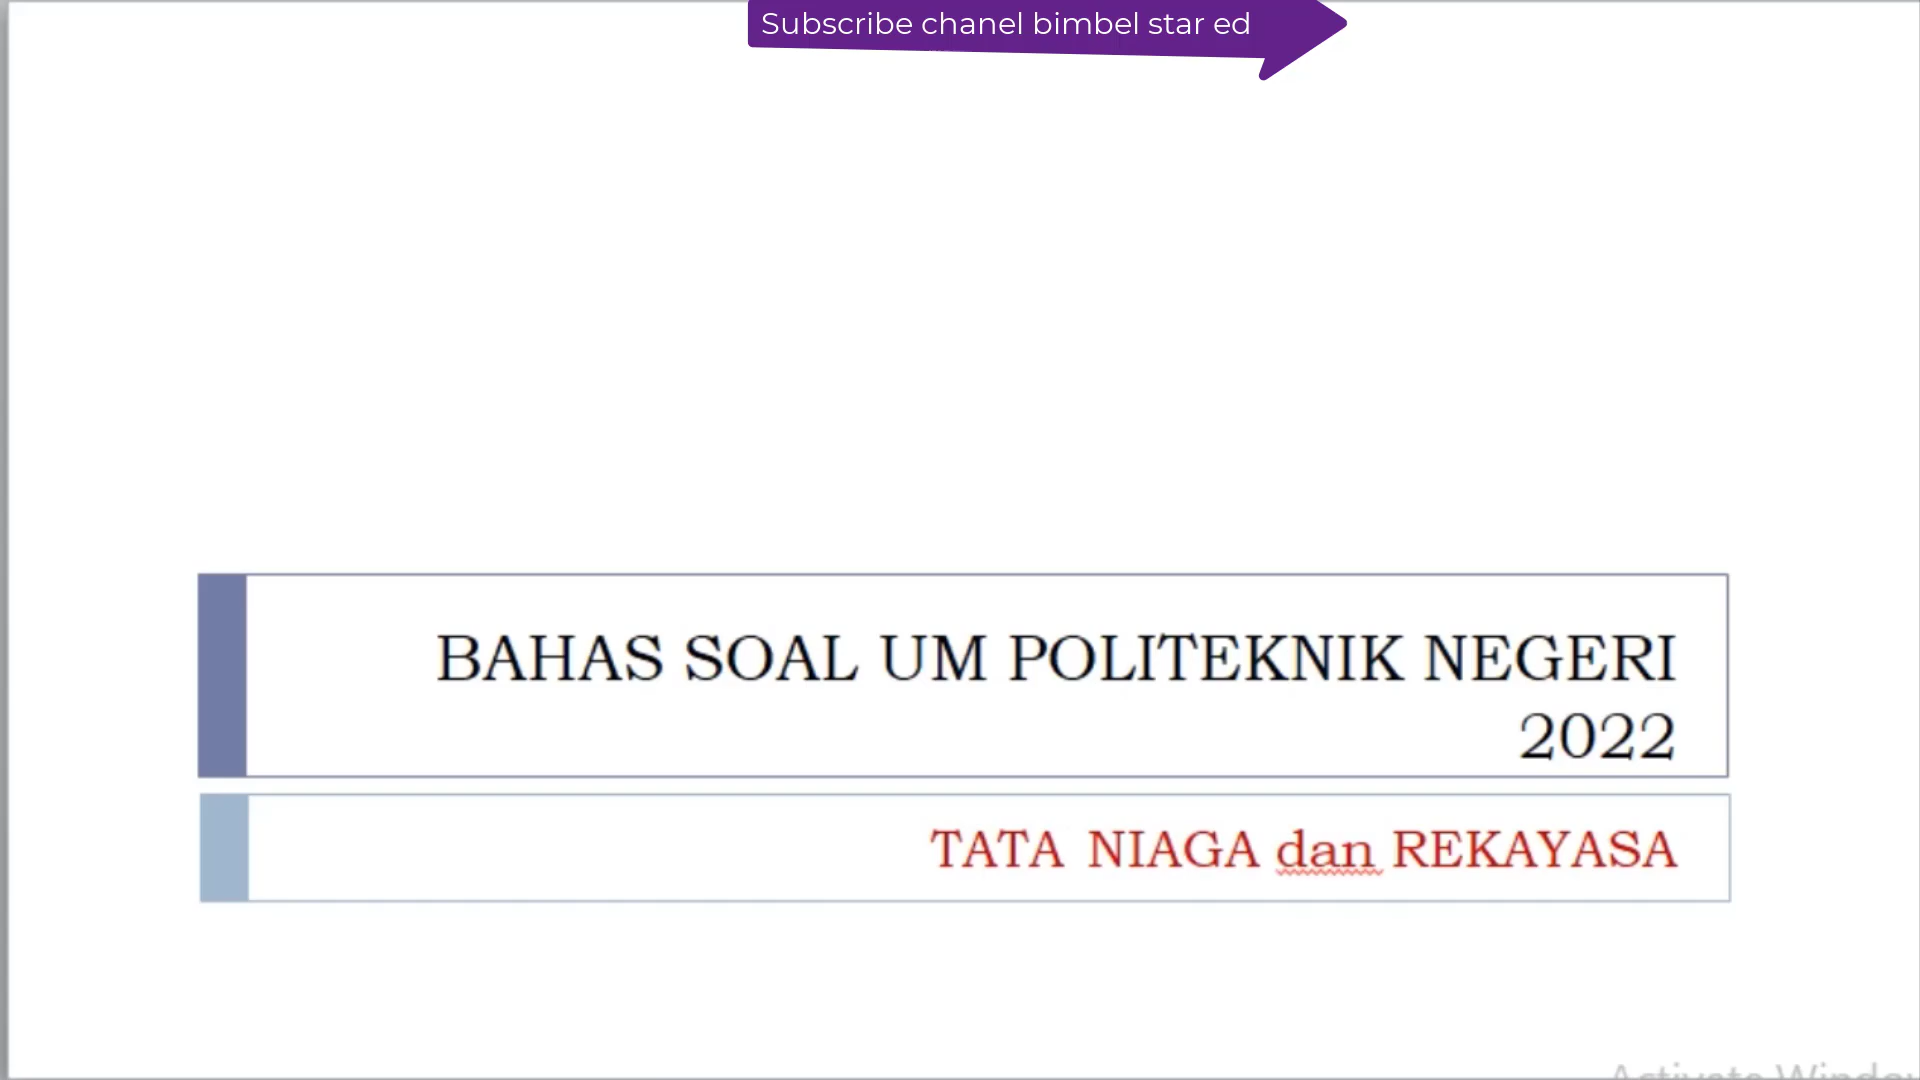 Subscribe chanel bimbel star ed
BAHAS SOAL UM POLITEKNIK NEGERI
2022
TATA NIAGA dan REKAYASA